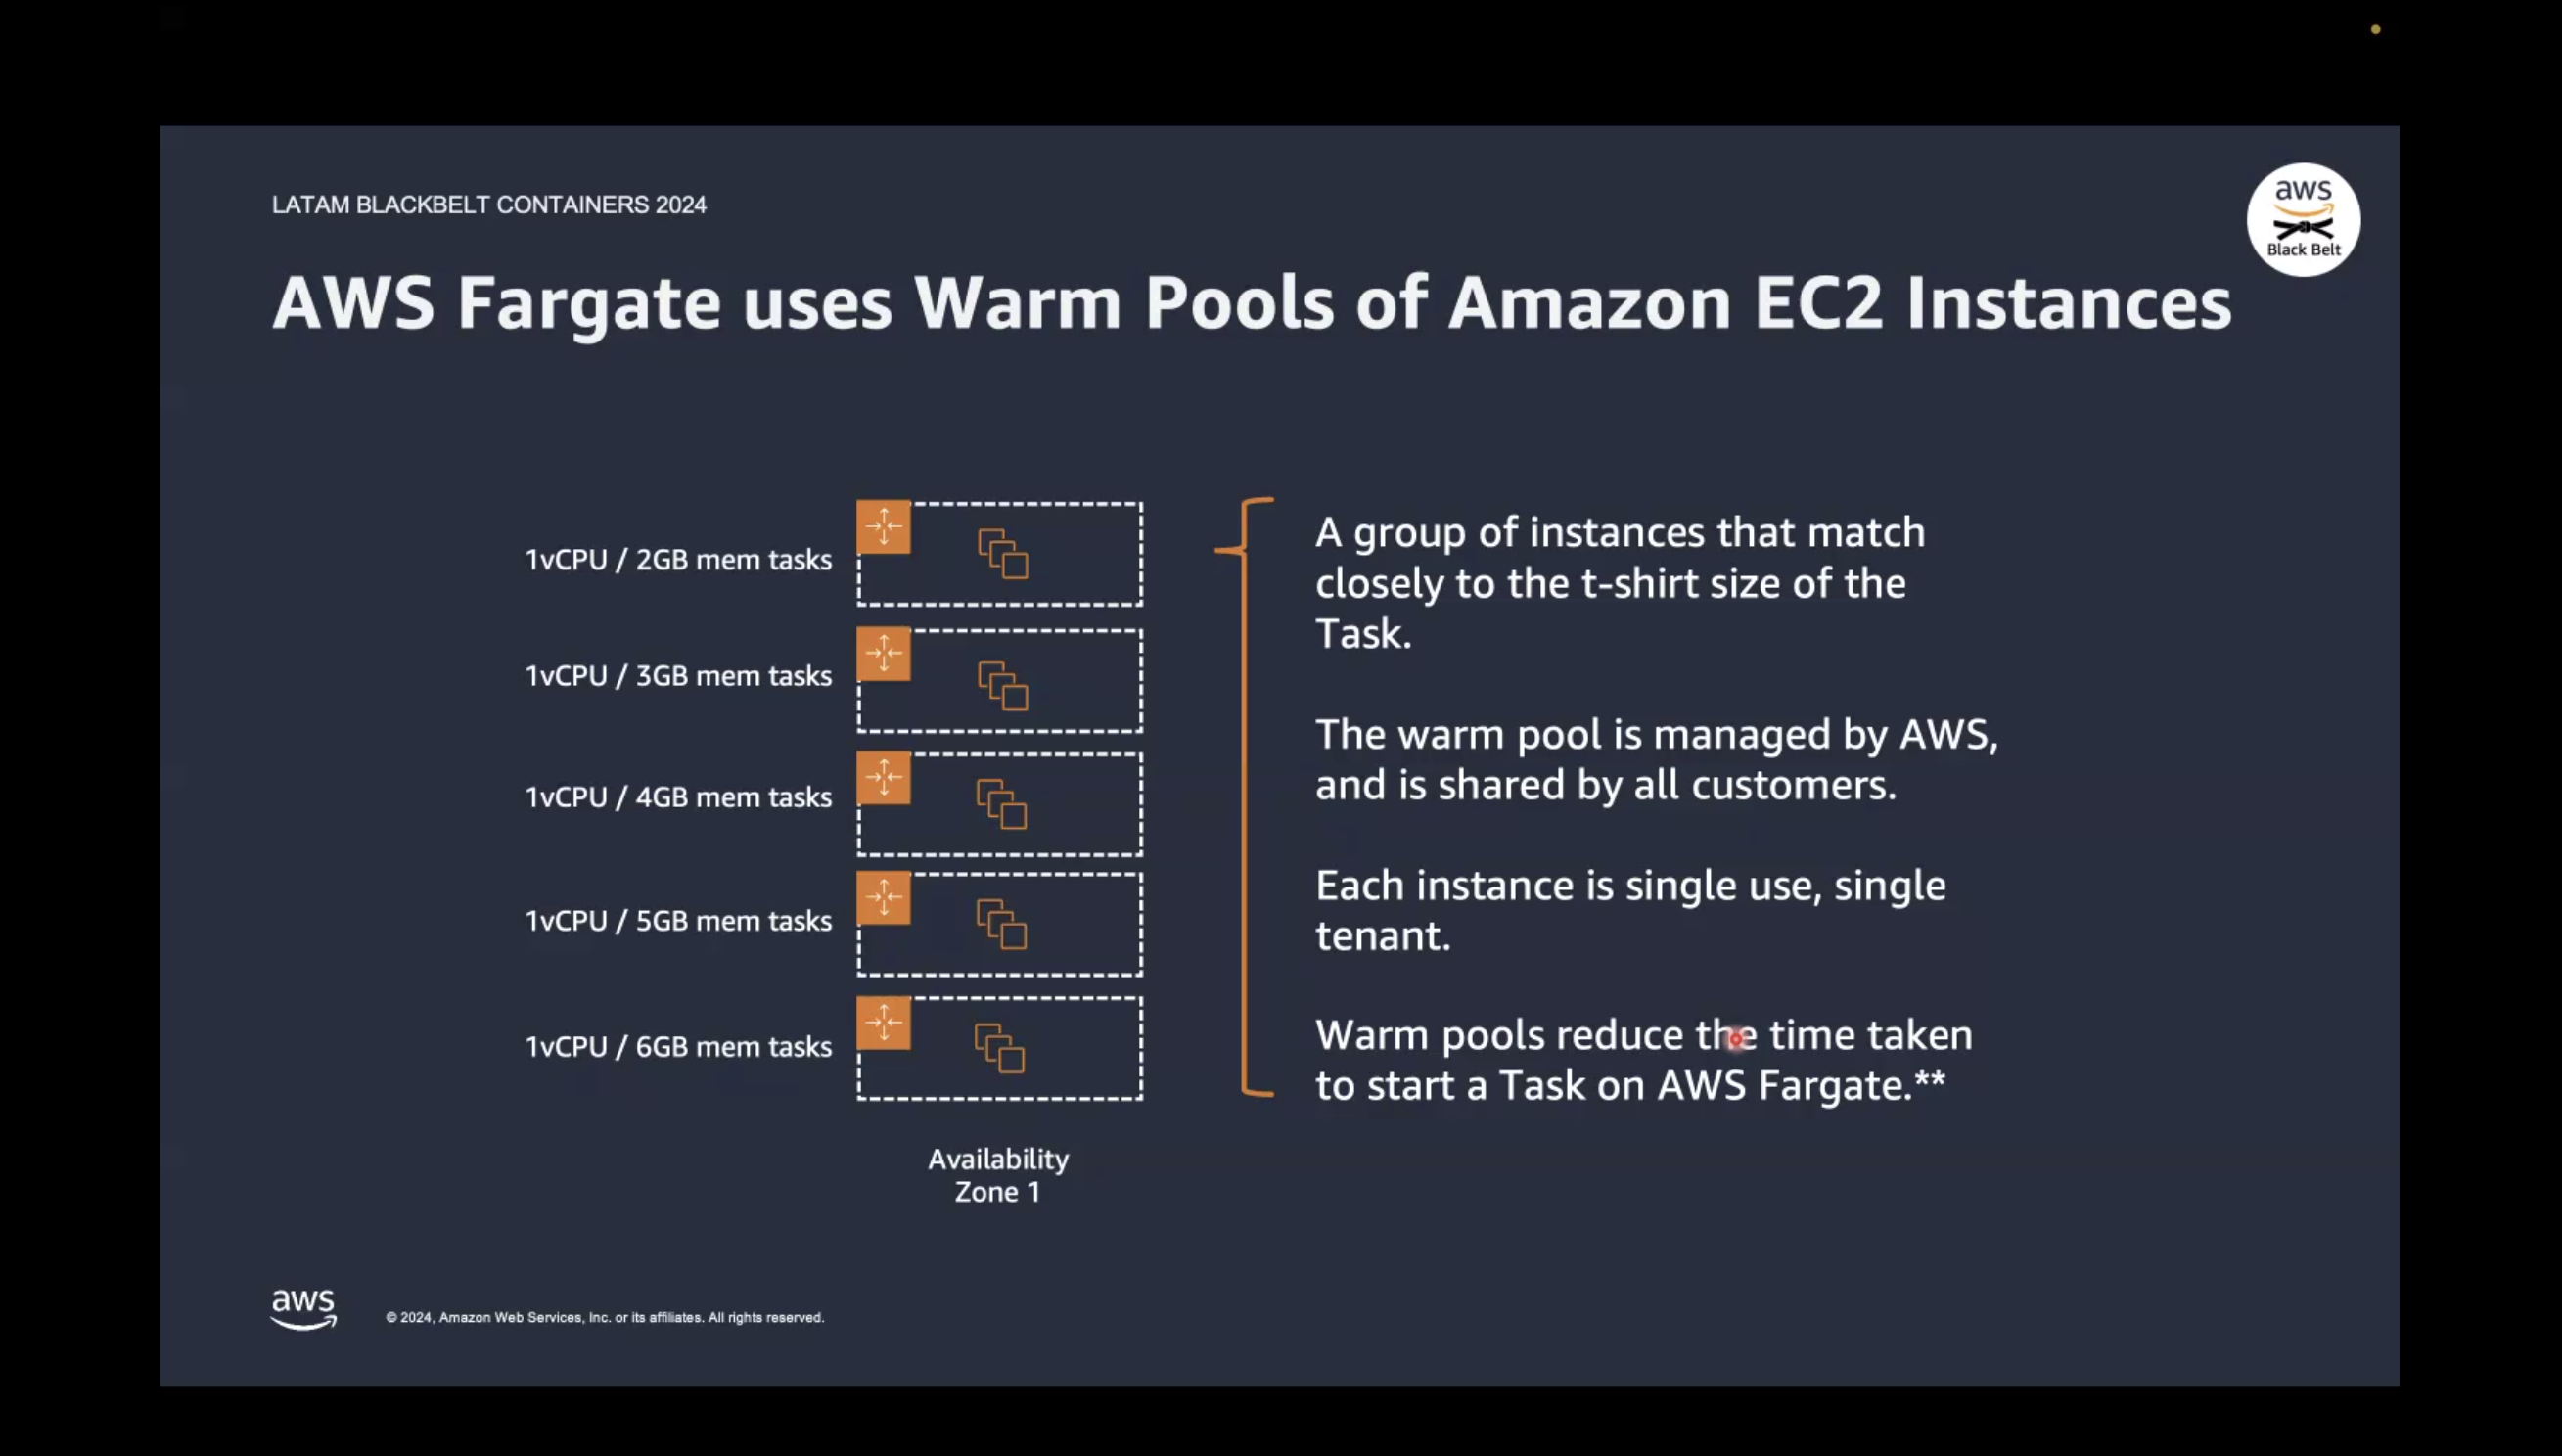 LATAM BLACKBELT CONTAINERS 2024
aws
Black Belt
AWS Fargate uses Warm Pools of Amazon EC2 Instances
1vCPU / 2GB mem tasks
1vCPU / 3GB mem tasks
1vCPU / 4GB mem tasks
1vCPU / 5GB mem tasks
1vCPU / 6GB mem tasks
Availability
Zone 1
A group of instances that match
closely to the t-shirt size of the
Task.
The warm pool is managed by AWS,
and is shared by all customers.
Each instance is single use, single
tenant.
Warm pools reduce the time taken
to start a Task on AWS Fargate.**
aws
© 2024, Amazon Web Services, Inc. or its affiliates. All rights reserved.